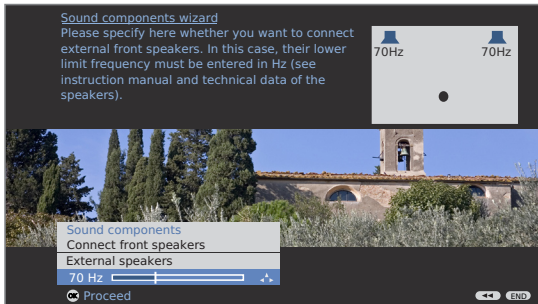 Sound components wizard
Please specify here whether you want to connect
external front speakers. In this case, their lower
limit frequency must be entered in Hz (see
instruction manual and technical data of the
speakers).
70Hz 70Hz
Sound components
Connect front speakers
External speakers
70 Hz
OK Proceed
END